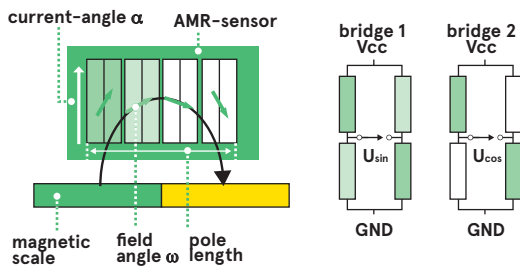 current-angle α
AMR-sensor
magnetic
scale
field
angle ω
pole
length
bridge 1
Vcc
Usin
GND
bridge 2
Vcc
Ucos
GND